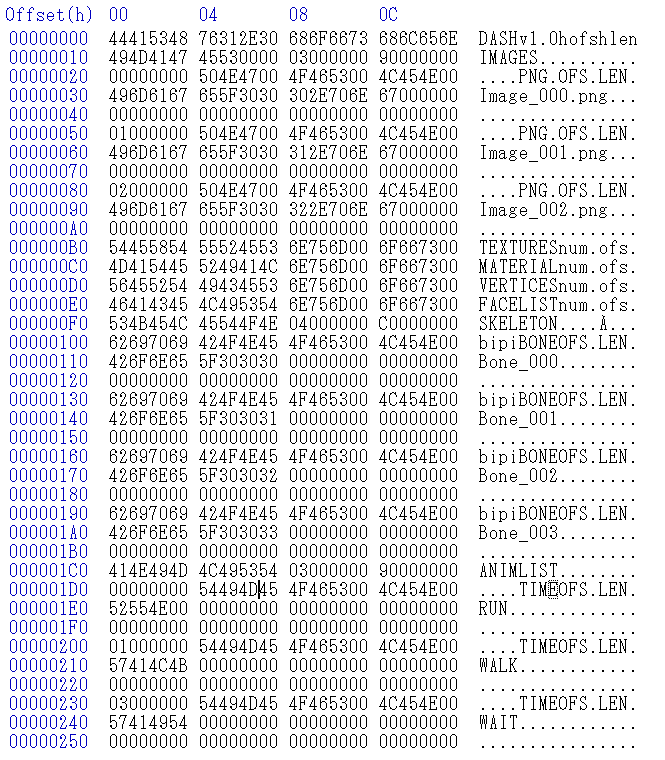 Offset(h) 00 04 08 0C
00000000 44415348 76312E30 686F6673 686C656E DASHv1.0hofshlen
00000010 494D4147 45530000 03000000 90000000 IMAGES..........
00000020 00000000 504E4700 4F465300 4C454E00 ....PNG.OFS.LEN.
00000030 496D6167 655F3030 302E706E 67000000 Image_000.png...
00000040 00000000 00000000 00000000 00000000 ................
00000050 01000000 504E4700 4F465300 4C454E00 ....PNG.OFS.LEN.
00000060 496D6167 655F3030 312E706E 67000000 Image_001.png...
00000070 00000000 00000000 00000000 00000000 ................
00000080 02000000 504E4700 4F465300 4C454E00 ....PNG.OFS.LEN.
00000090 496D6167 655F3030 322E706E 67000000 Image_002.png...
000000A0 00000000 00000000 00000000 00000000 ................
000000B0 54455854 55524553 6E756D00 6F667300 TEXTURESnum.ofs.
000000C0 4D415445 5249414C 6E756D00 6F667300 MATERIALnum.ofs.
000000D0 56455254 49434553 6E756D00 6F667300 VERTICESnum.ofs.
000000E0 46414345 4C495354 6E756D00 6F667300 FACELISTnum.ofs.
000000F0 534B454C 45544F4E 04000000 C0000000 SKELETON....À...
00000100 62697069 424F4E45 4F465300 4C454E00 bipiBONEOFS.LEN.
00000110 426F6E65 5F303030 00000000 00000000 Bone_000........
00000120 00000000 00000000 00000000 00000000 ................
00000130 62697069 424F4E45 4F465300 4C454E00 bipiBONEOFS.LEN.
00000140 426F6E65 5F303031 00000000 00000000 Bone_001........
00000150 00000000 00000000 00000000 00000000 ................
00000160 62697069 424F4E45 4F465300 4C454E00 bipiBONEOFS.LEN.
00000170 426F6E65 5F303032 00000000 00000000 Bone_002........
00000180 00000000 00000000 00000000 00000000 ................
00000190 62697069 424F4E45 4F465300 4C454E00 bipiBONEOFS.LEN.
000001A0 426F6E65 5F303033 00000000 00000000 Bone_003........
000001B0 00000000 00000000 00000000 00000000 ................
000001C0 414E494D 4C495354 03000000 90000000 ANIMLIST........
000001D0 00000000 54494D45 4F465300 4C454E00 ....TIMEOFS.LEN.
000001E0 52554E00 00000000 00000000 00000000 RUN.............
000001F0 00000000 00000000 00000000 00000000 ................
00000200 01000000 54494D45 4F465300 4C454E00 ....TIMEOFS.LEN.
00000210 57414C4B 00000000 00000000 00000000 WALK............
00000220 00000000 00000000 00000000 00000000 ................
00000230 03000000 54494D45 4F465300 4C454E00 ....TIMEOFS.LEN.
00000240 57414954 00000000 00000000 00000000 WAIT............
00000250 00000000 00000000 00000000 00000000 ................